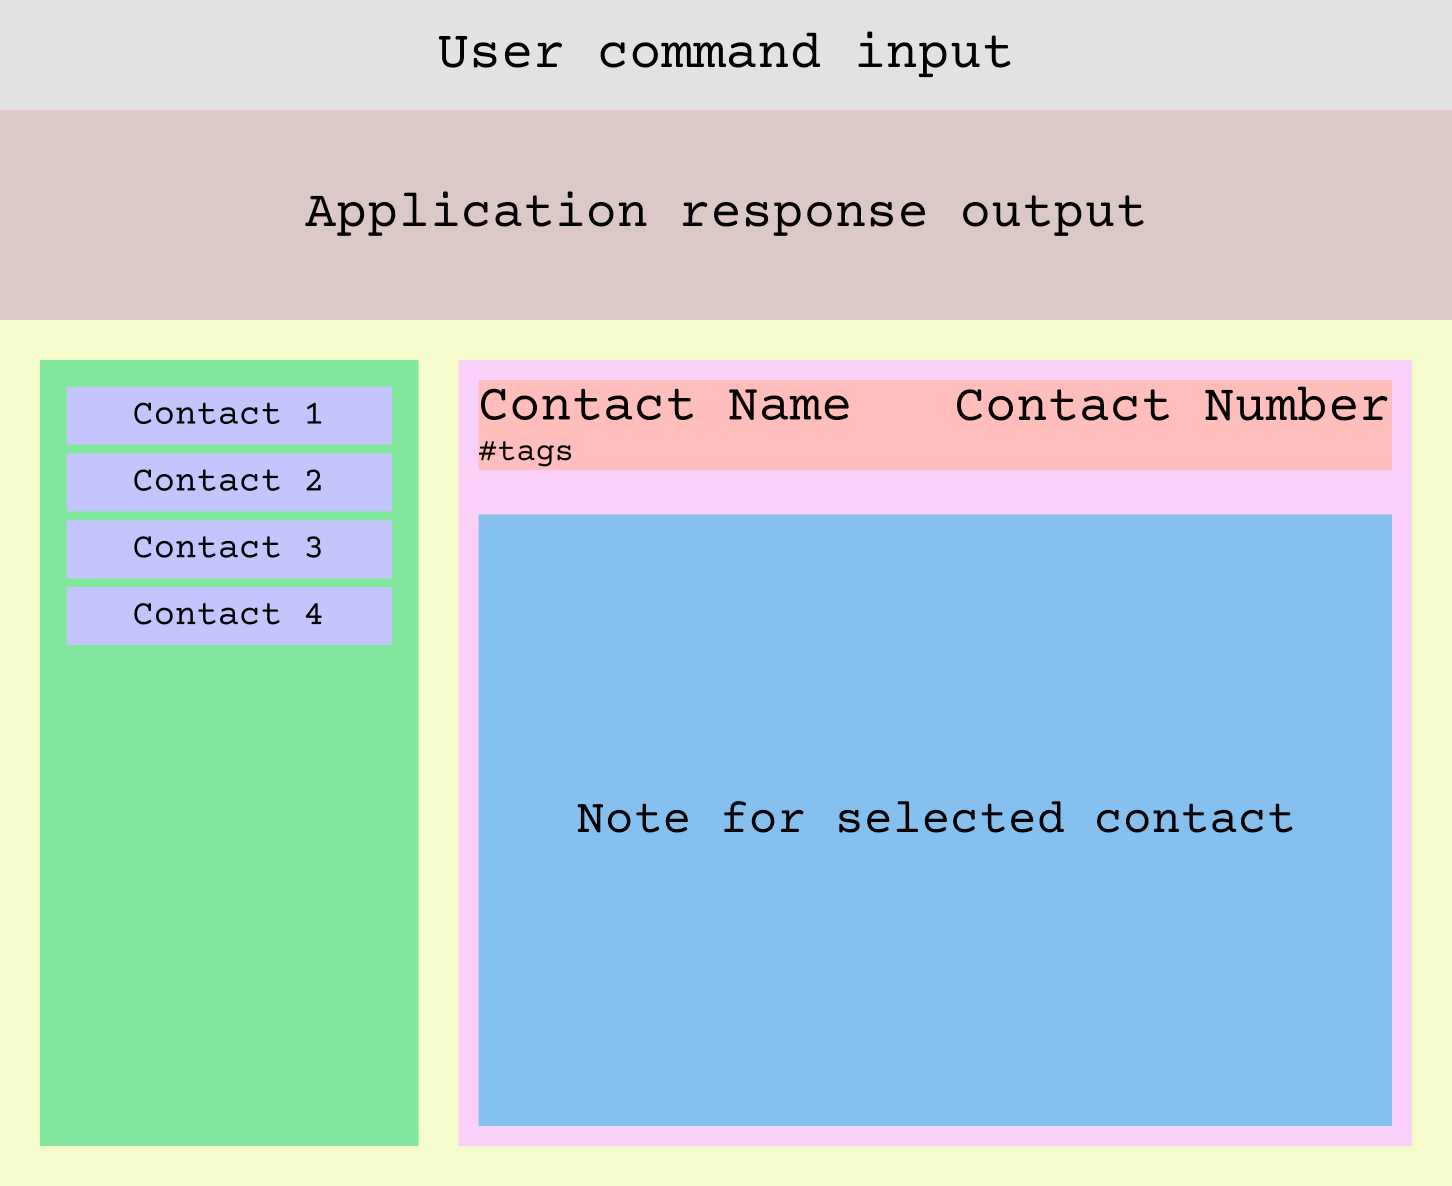 User command input
Application response output
Contact 1
Contact 2
Contact 3
Contact 4
Contact Name Contact Number
#tags
Note for selected contact